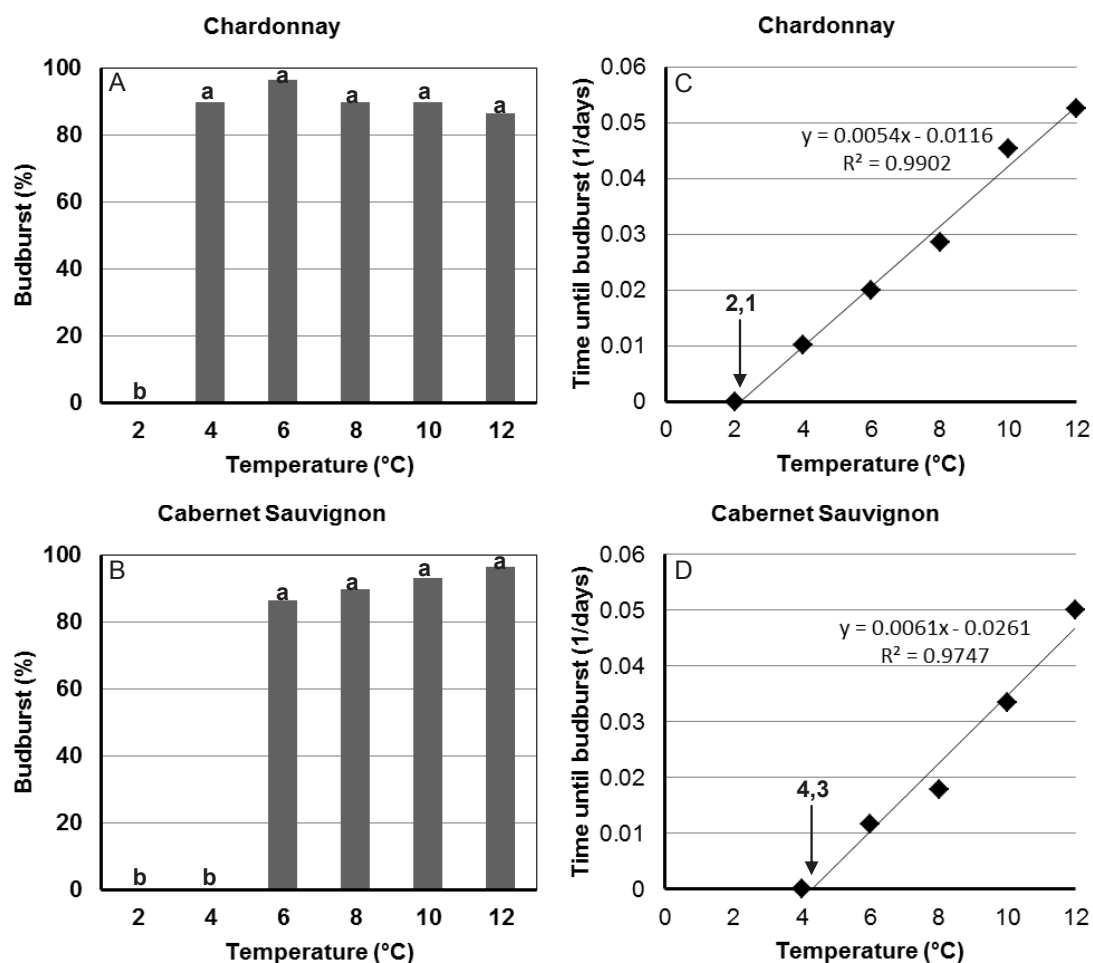 Chardonnay
A
100
80
60
40
20
0
Budburst (%)
a
a
a
a
a
b
2 4 6 8 10 12
Temperature (°C)
Chardonnay
C
0.06
0.05
0.04
0.03
0.02
0.01
0
Time until budburst (1/days)
y = 0.0054x - 0.0116
R² = 0.9902
2,1
0 2 4 6 8 10 12
Temperature (°C)
Cabernet Sauvignon
B
100
80
60
40
20
0
Budburst (%)
a
a
a
a
b b
2 4 6 8 10 12
Temperature (°C)
Cabernet Sauvignon
D
0.06
0.05
0.04
0.03
0.02
0.01
0
Time until budburst (1/days)
y = 0.0061x - 0.0261
R² = 0.9747
4,3
0 2 4 6 8 10 12
Temperature (°C)